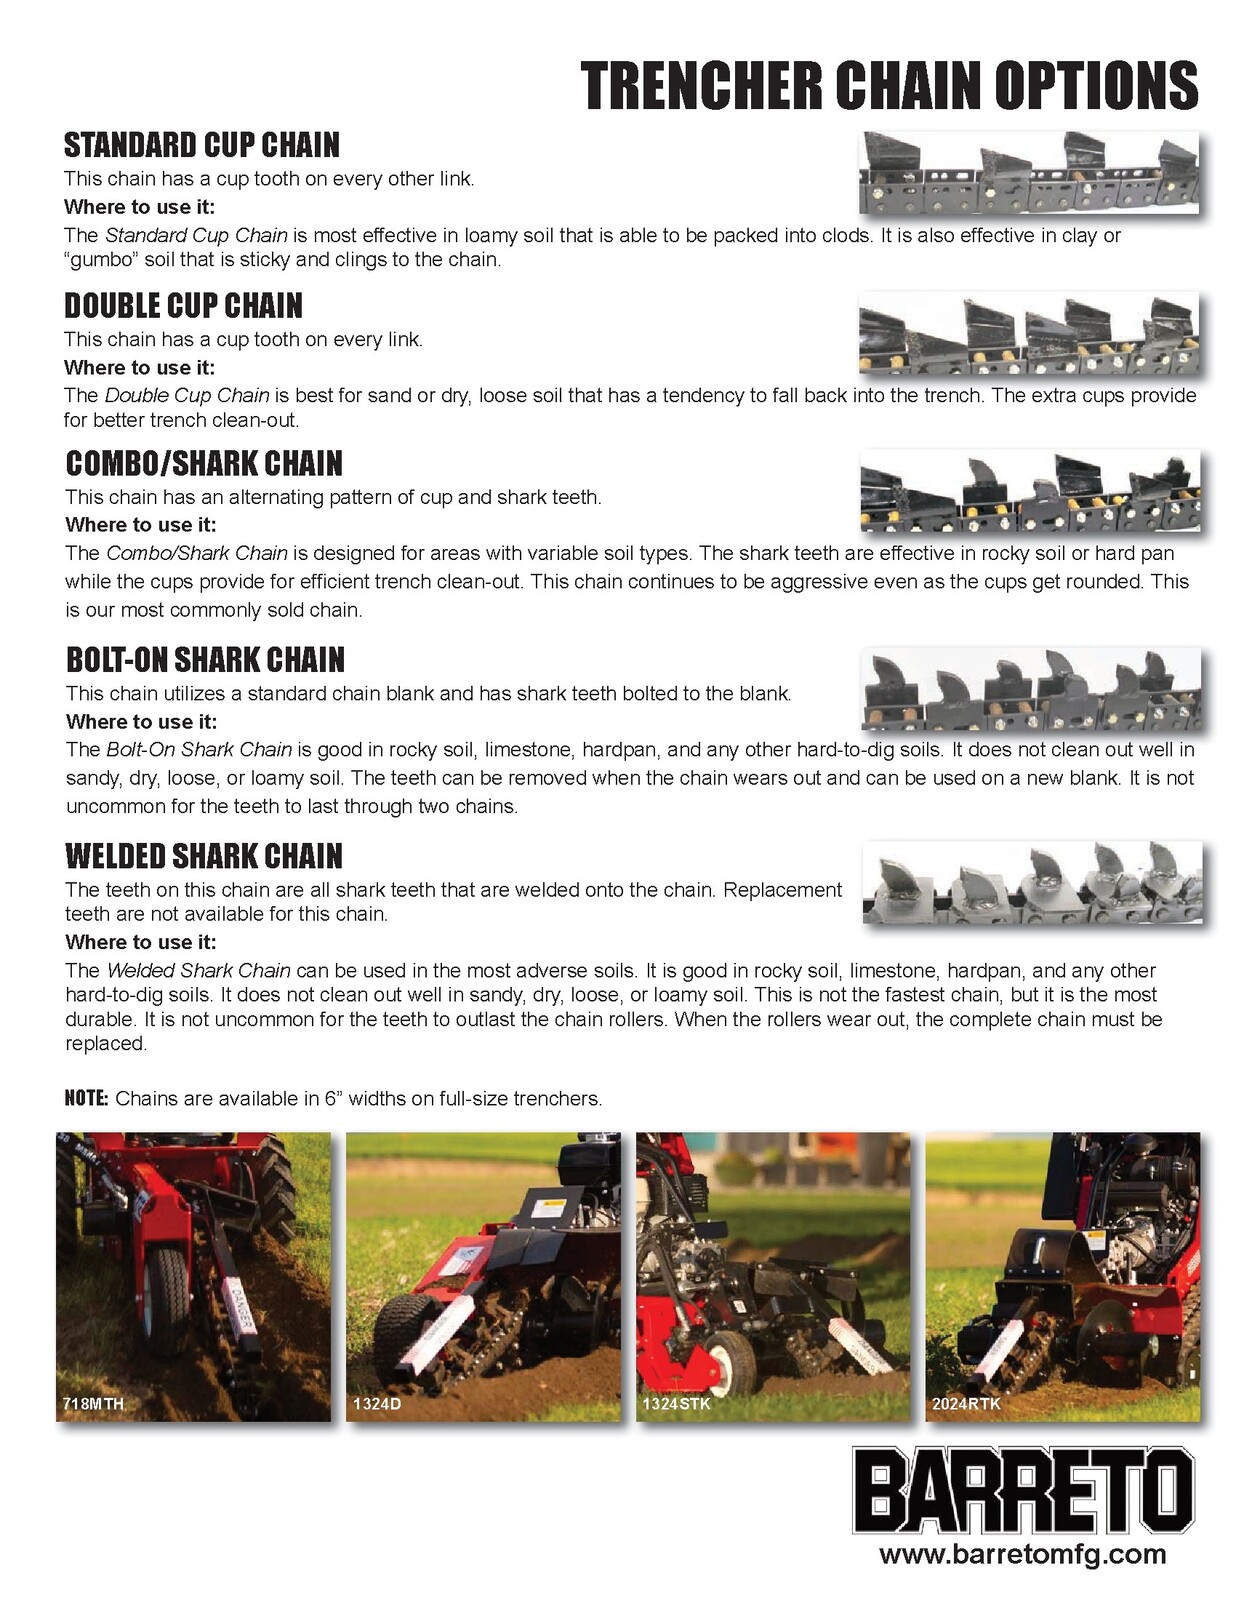 TRENCHER CHAIN OPTIONS
STANDARD CUP CHAIN
This chain has a cup tooth on every other link.
Where to use it:
The Standard Cup Chain is most effective in loamy soil that is able to be packed into clods. It is also effective in clay or
“gumbo” soil that is sticky and clings to the chain.
DOUBLE CUP CHAIN
This chain has a cup tooth on every link.
Where to use it:
The Double Cup Chain is best for sand or dry, loose soil that has a tendency to fall back into the trench. The extra cups provide
for better trench clean-out.
COMBO/SHARK CHAIN
This chain has an alternating pattern of cup and shark teeth.
Where to use it:
The Combo/Shark Chain is designed for areas with variable soil types. The shark teeth are effective in rocky soil or hard pan
while the cups provide for efficient trench clean-out. This chain continues to be aggressive even as the cups get rounded. This
is our most commonly sold chain.
BOLT-ON SHARK CHAIN
This chain utilizes a standard chain blank and has shark teeth bolted to the blank.
Where to use it:
The Bolt-On Shark Chain is good in rocky soil, limestone, hardpan, and any other hard-to-dig soils. It does not clean out well in
sandy, dry, loose, or loamy soil. The teeth can be removed when the chain wears out and can be used on a new blank. It is not
uncommon for the teeth to last through two chains.
WELDED SHARK CHAIN
The teeth on this chain are all shark teeth that are welded onto the chain. Replacement
teeth are not available for this chain.
Where to use it:
The Welded Shark Chain can be used in the most adverse soils. It is good in rocky soil, limestone, hardpan, and any other
hard-to-dig soils. It does not clean out well in sandy, dry, loose, or loamy soil. This is not the fastest chain, but it is the most
durable. It is not uncommon for the teeth to outlast the chain rollers. When the rollers wear out, the complete chain must be
replaced.
NOTE: Chains are available in 6” widths on full-size trenchers.
DANGER
718MTH
1324D
1324STK
2024RTK
BARRETO
www.barretomfg.com